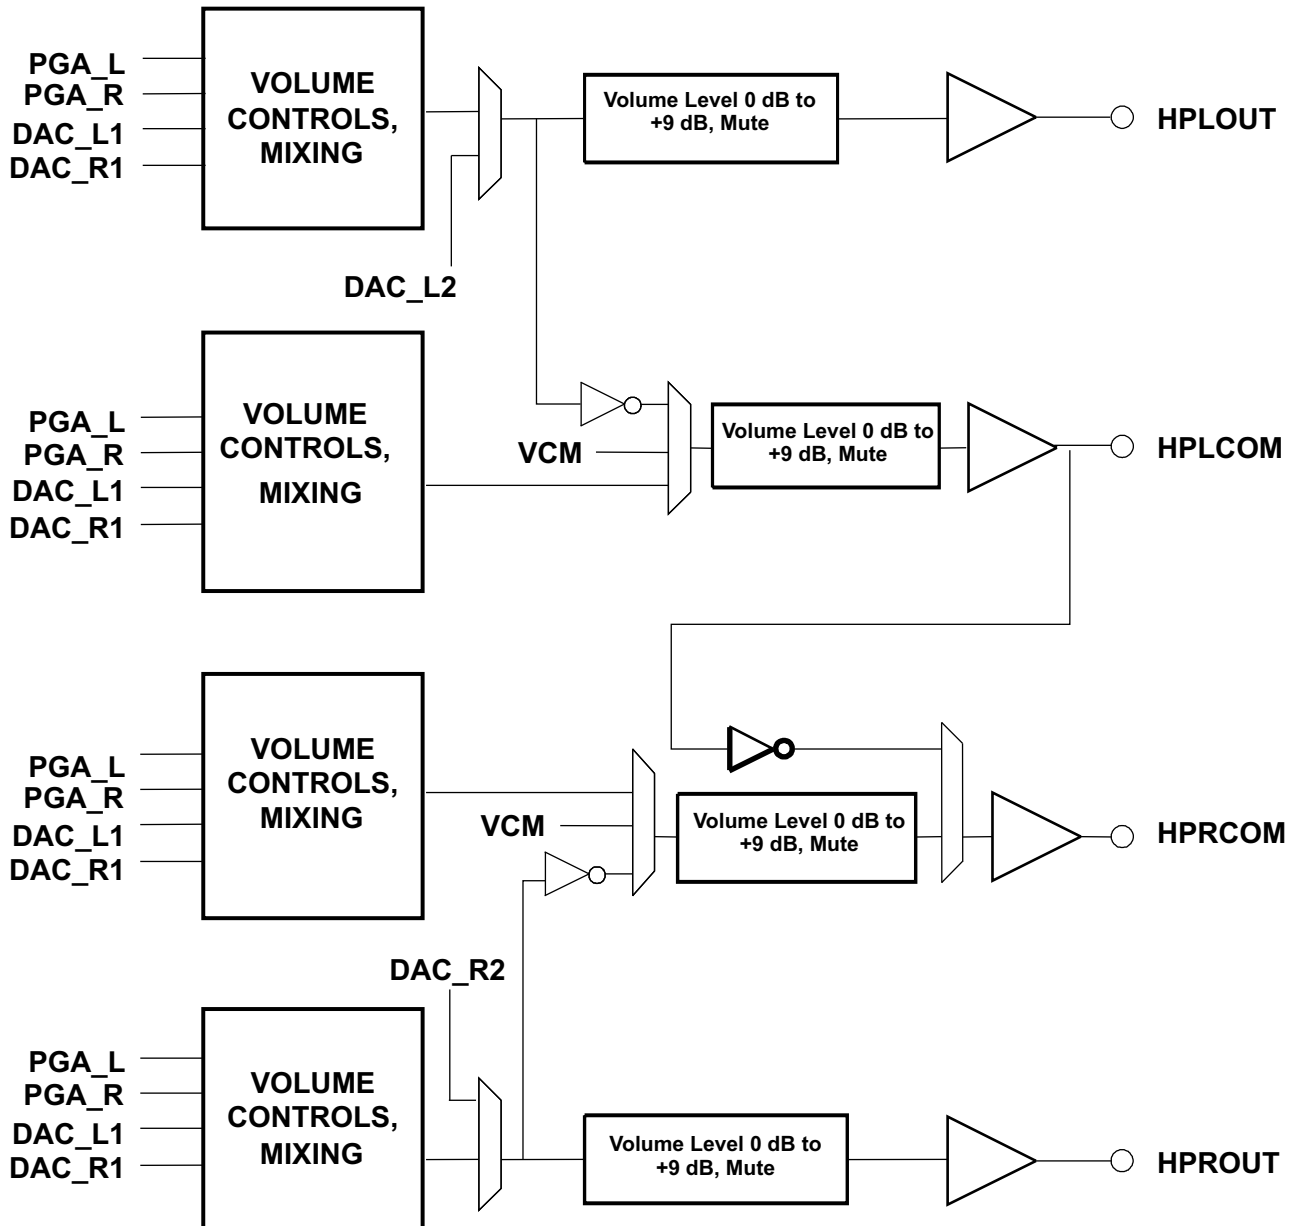 PGA_L
PGA_R
DAC_L1
DAC_R1
VOLUME
CONTROLS,
MIXING
DAC_L2
Volume Level 0 dB to
+9 dB, Mute
HPLOUT
PGA_L
PGA_R
DAC_L1
DAC_R1
VOLUME
CONTROLS,
MIXING
VCM
Volume Level 0 dB to
+9 dB, Mute
HPLCOM
PGA_L
PGA_R
DAC_L1
DAC_R1
VOLUME
CONTROLS,
MIXING
VCM
Volume Level 0 dB to
+9 dB, Mute
HPRCOM
DAC_R2
PGA_L
PGA_R
DAC_L1
DAC_R1
VOLUME
CONTROLS,
MIXING
Volume Level 0 dB to
+9 dB, Mute
HPROUT